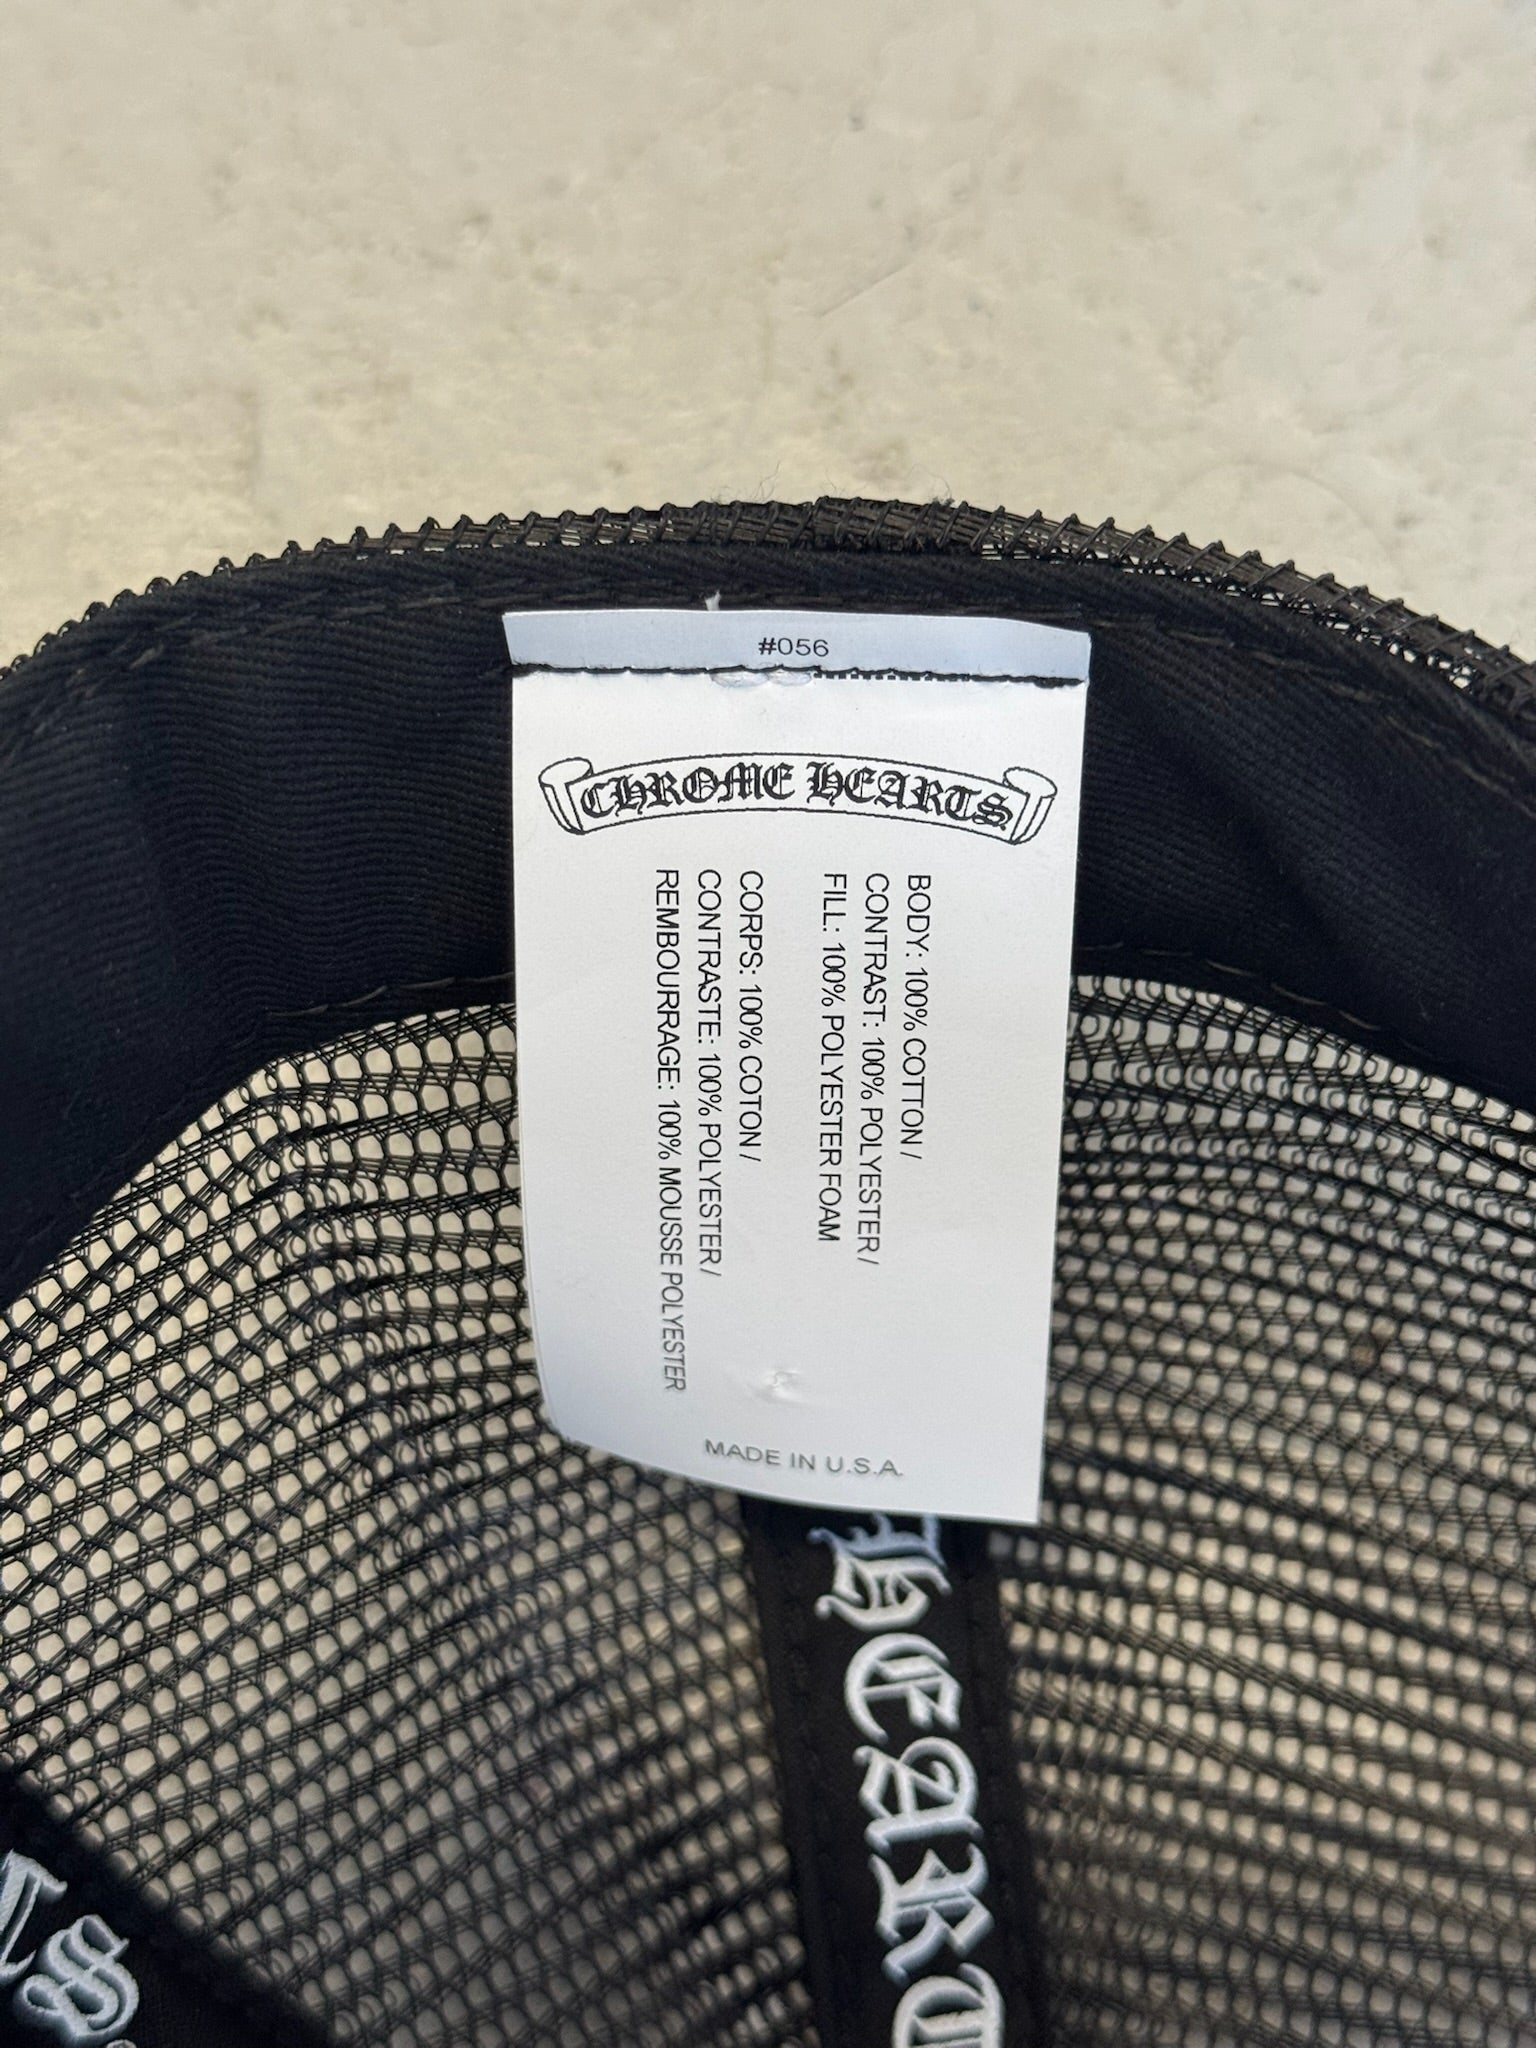 #056
CHROME HEARTS
BODY: 100% COTTON /
CONTRAST: 100% POLYESTER/
FILL: 100% POLYESTER FOAM
CORPS: 100% COTON /
CONTRASTE: 100% POLYESTER /
REMBOURRAGE: 100% MOUSSE POLYESTER
MADE IN U.S.A.
HEART